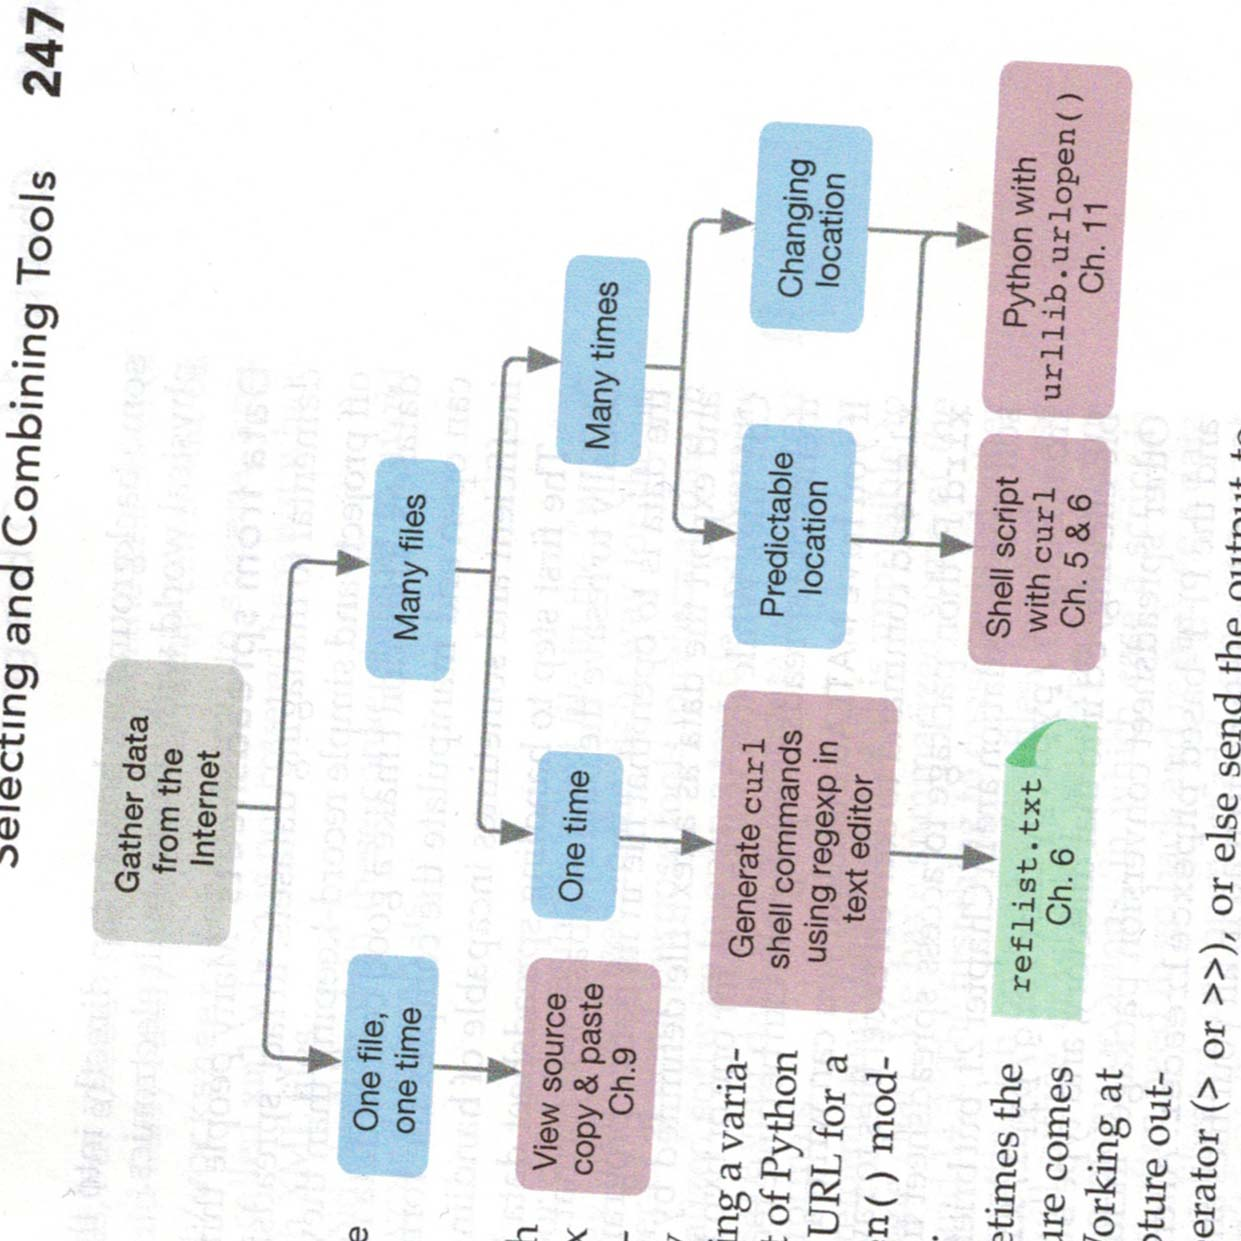 Selecting and Combining Tools 247
Gather data
from the
Internet
One file,
one time
Many files
View source
copy & paste
Ch.9
One time
Many times
Generate curl
shell commands
using regexp in
text editor
Predictable
location
Changing
location
reflist.txt
Ch. 6
Shell script
with curl
Ch. 5 & 6
Python with
urllib.urlopen()
Ch. 11
ing a varia-
of Python
URL for a
en() mod-
etimes the
ure comes
Working at
pture out-
erator (> or >>), or else send the output to